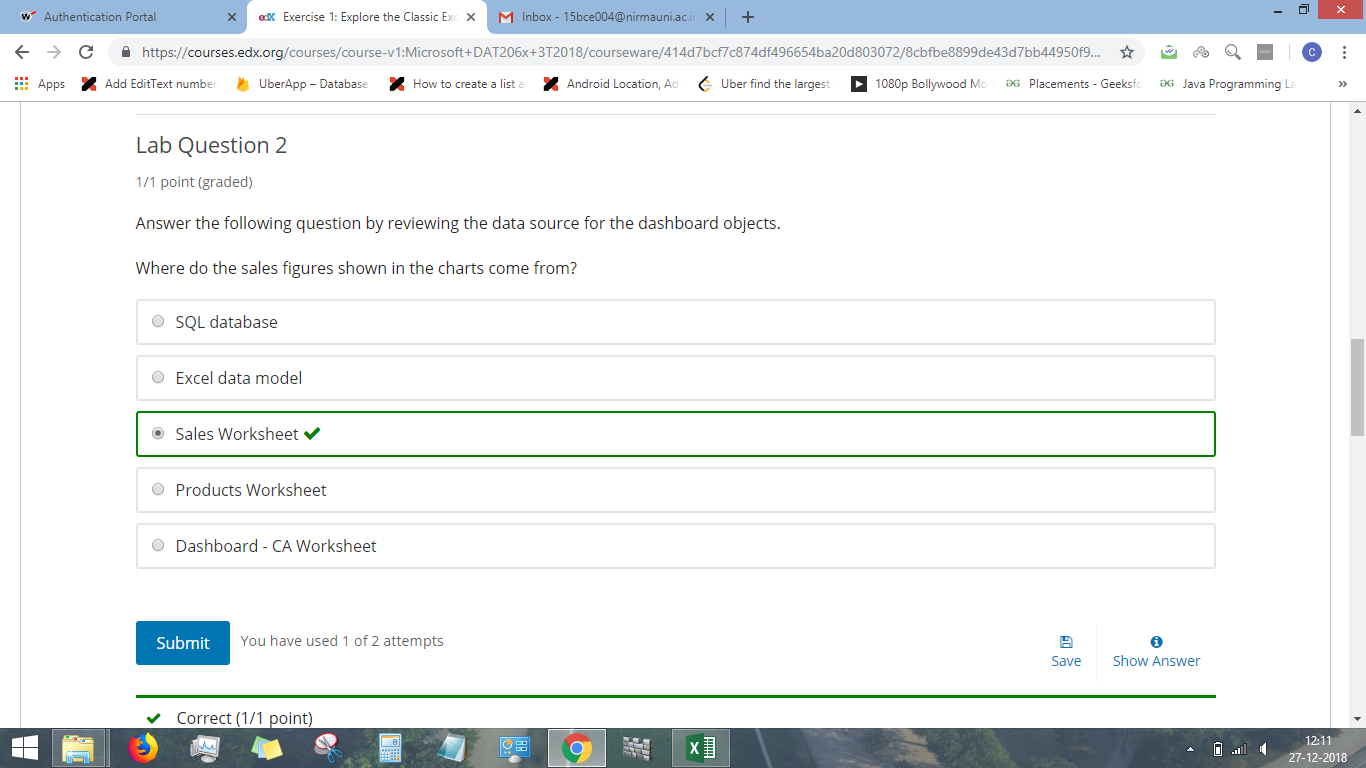 Authentication Portal
edX Exercise 1: Explore the Classic Exc
Inbox - 15bce004@nirmauni.ac.in
https://courses.edx.org/courses/course-v1:Microsoft+DAT206x+3T2018/courseware/414d7bcf7c874df496654ba20d803072/8cbfbe8899de43d7bb44950f9...
C
Apps
Add EditText number
UberApp – Database
How to create a list a
Android Location, Ad
Uber find the largest
1080p Bollywood Mo
Placements - Geeksfo
Java Programming La
»
Lab Question 2
1/1 point (graded)
Answer the following question by reviewing the data source for the dashboard objects.
Where do the sales figures shown in the charts come from?
SQL database
Excel data model
Sales Worksheet
Products Worksheet
Dashboard - CA Worksheet
Submit
You have used 1 of 2 attempts
Save
Show Answer
Correct (1/1 point)
12:11
27-12-2018